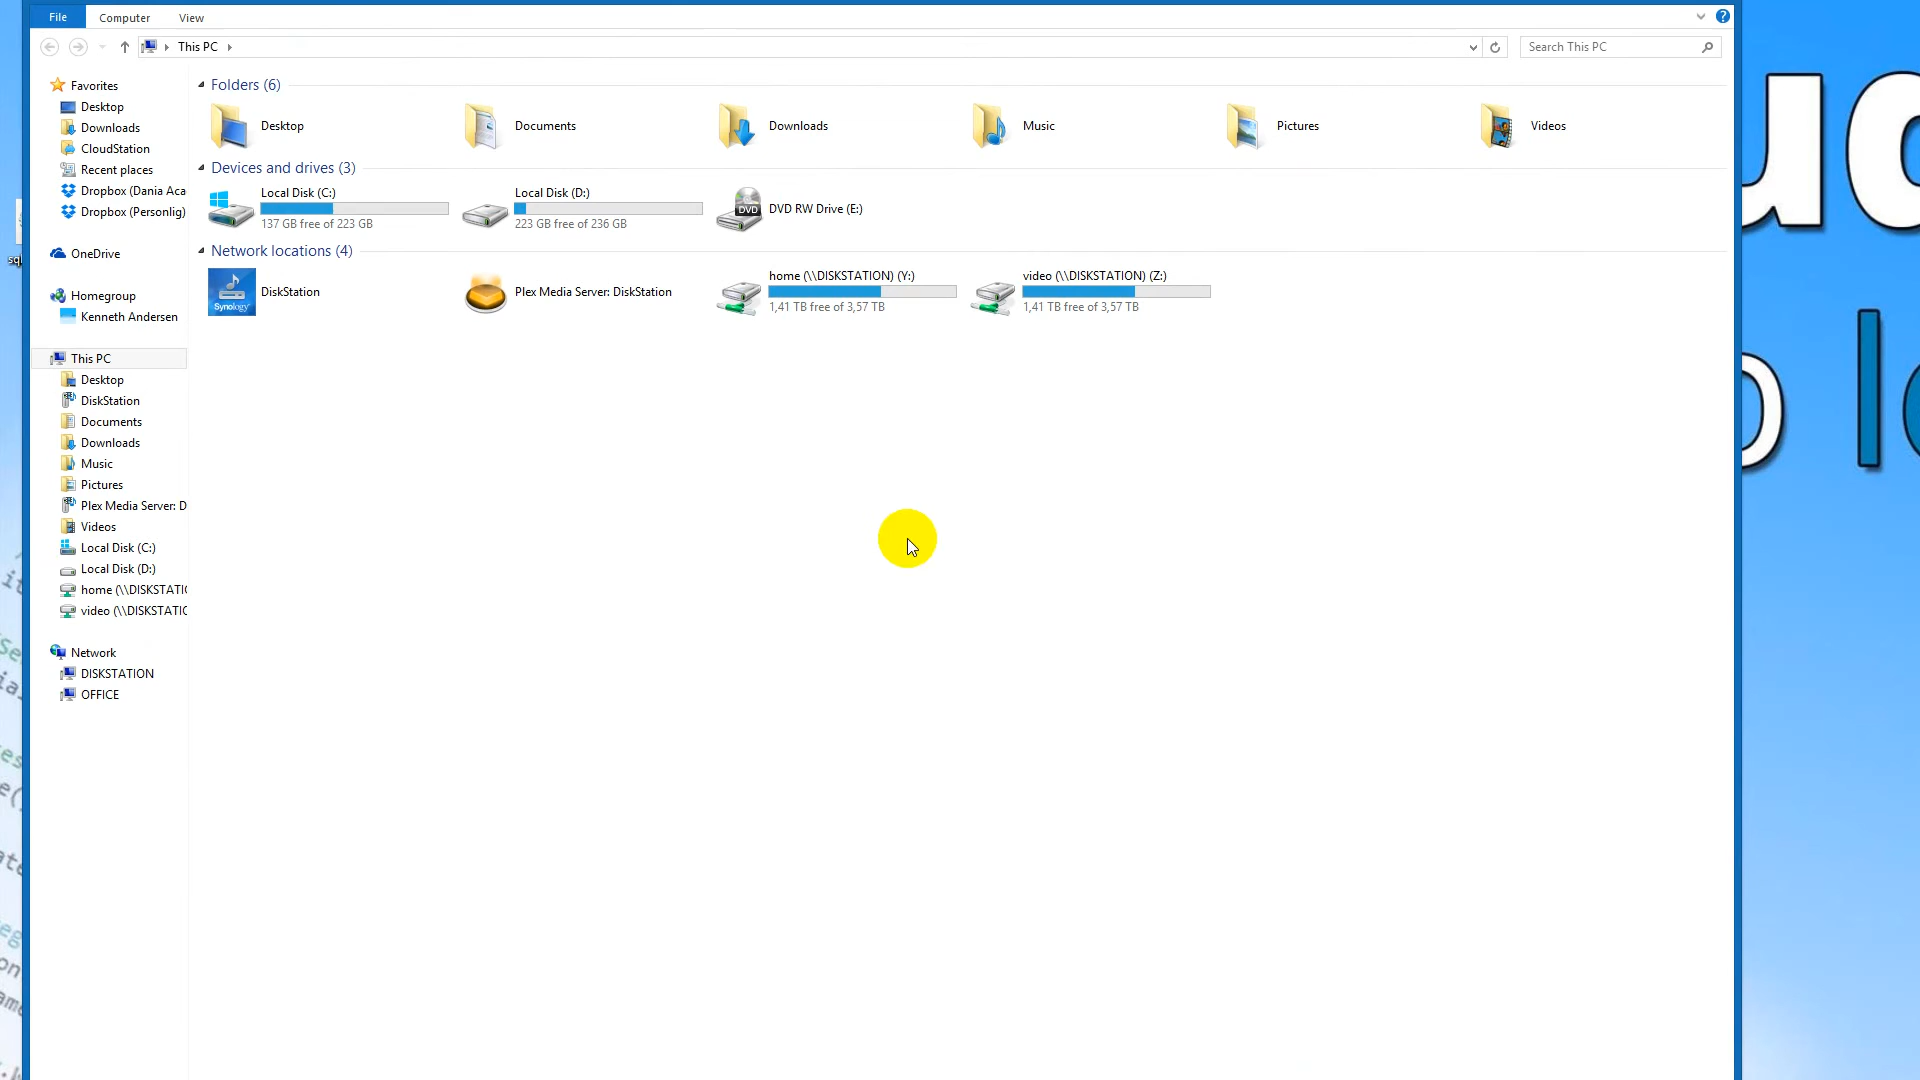 File
Computer
View
This PC
Search This PC
Favorites
Desktop
Downloads
CloudStation
Recent places
Dropbox (Dania Aca
Dropbox (Personlig)
OneDrive
Homegroup
Kenneth Andersen
This PC
Desktop
DiskStation
Documents
Downloads
Music
Pictures
Plex Media Server: D
Videos
Local Disk (C:)
Local Disk (D:)
home (\\DISKSTATIC
video (\\DISKSTATIC
Network
DISKSTATION
OFFICE
Folders (6)
Desktop
Documents
Downloads
Music
Pictures
Videos
Devices and drives (3)
Local Disk (C:)
137 GB free of 223 GB
Local Disk (D:)
223 GB free of 236 GB
DVD
DVD RW Drive (E:)
Network locations (4)
Synology
DiskStation
Plex Media Server: DiskStation
home (\\DISKSTATION) (Y:)
1,41 TB free of 3,57 TB
video (\\DISKSTATION) (Z:)
1,41 TB free of 3,57 TB
sql